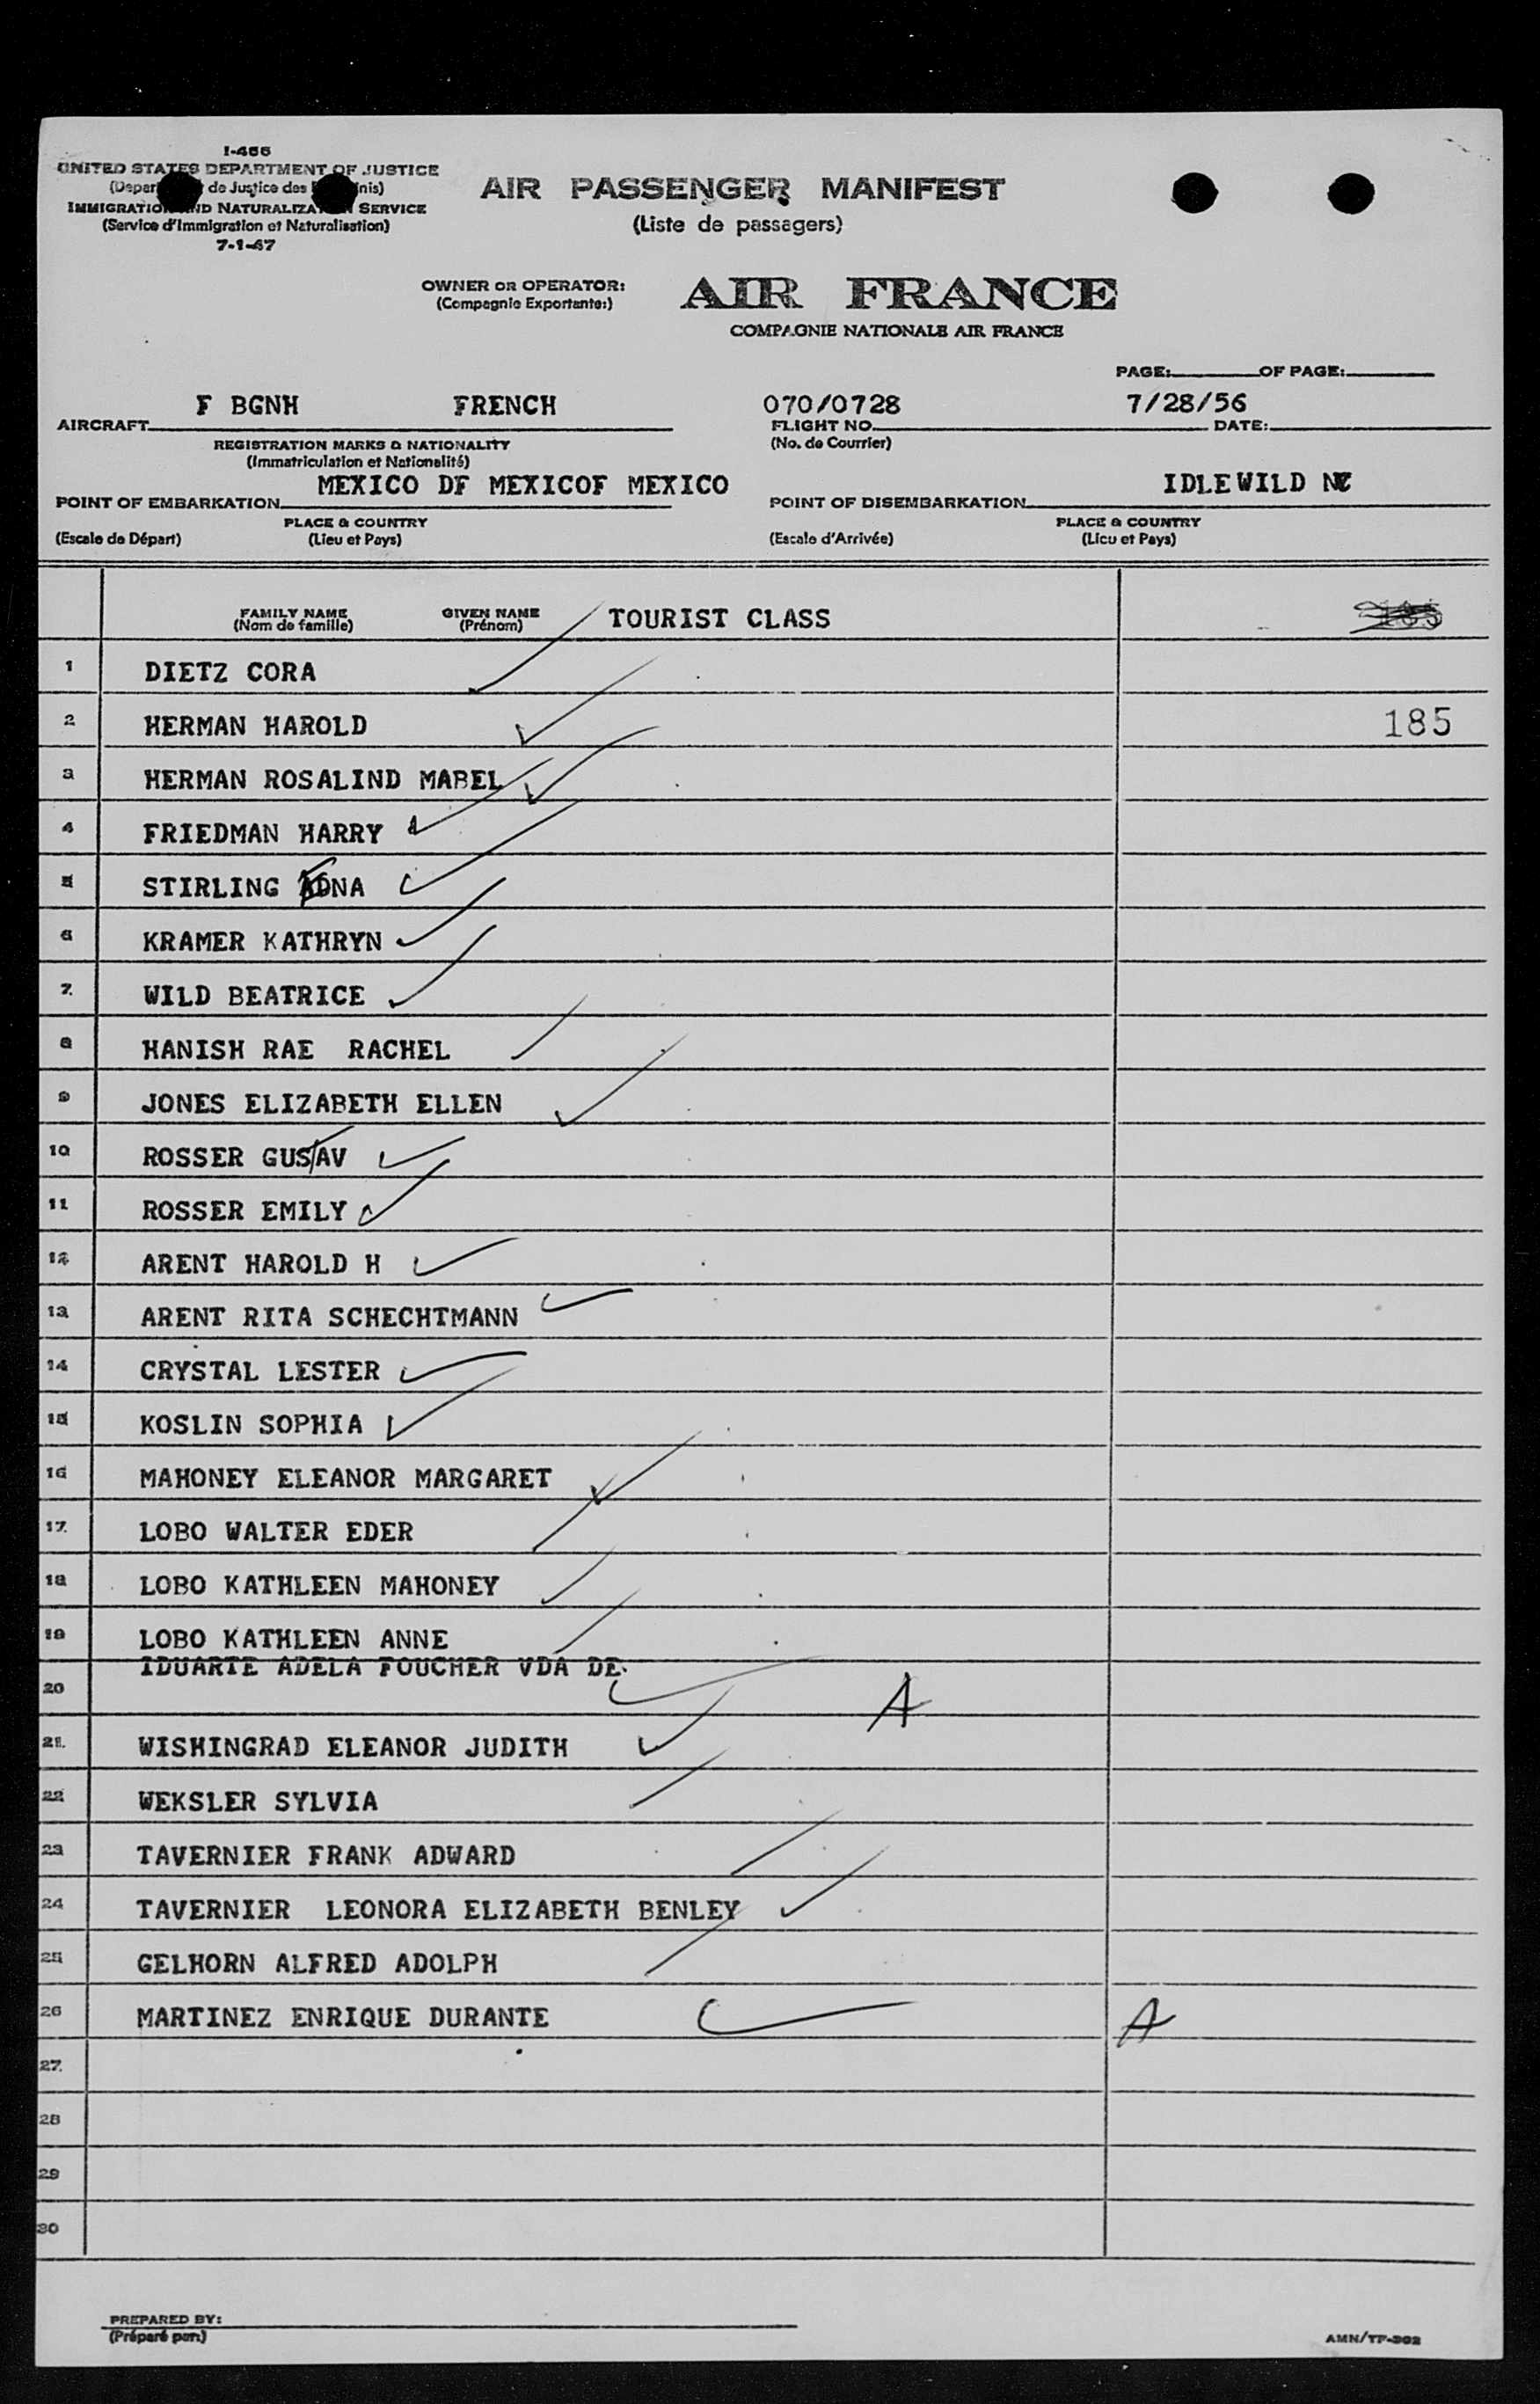 I-466
UNITED STATES DEPARTMENT OF JUSTICE
de Justice des
IMMIGRATION AND NATURALIZATION SERVICE
(Service d'Immigration et Naturalisation)
7-1-47
AIR PASSENGER MANIFEST
(Liste de passagers)
OWNER OR OPERATOR:
(Compagnie Exportante:)
AIR FRANCE
COMPAGNIE NATIONALE AIR FRANCE
PAGE: OF PAGE:
F BGNH FRENCH 070/0728 7/28/56
AIRCRAFT FLIGHT NO. DATE:
REGISTRATION MARKS & NATIONALITY (No. de Courrier)
(Immatriculation et Nationalité)
MEXICO DF MEXICOF MEXICO IDLEWILD
POINT OF EMBARKATION POINT OF DISEMBARKATION
PLACE & COUNTRY PLACE & COUNTRY
(Escale de Départ) (Lieu et Pays) (Escale d'Arrivée) (Lieu et Pays)
FAMILY NAME GIVEN NAME TOURIST CLASS 185
(Nom de famille) (Prénom)
1 DIETZ CORA
2 HERMAN HAROLD 185
3 HERMAN ROSALIND MABEL
4 FRIEDMAN HARRY
5 STIRLING EDNA
6 KRAMER KATHRYN
7 WILD BEATRICE
8 HANISH RAE RACHEL
9 JONES ELIZABETH ELLEN
10 ROSSER GUSTAV
11 ROSSER EMILY
12 ARENT HAROLD H
13 ARENT RITA SCHECHTMANN
14 CRYSTAL LESTER
15 KOSLIN SOPHIA
16 MAHONEY ELEANOR MARGARET
17 LOBO WALTER EDER
18 LOBO KATHLEEN MAHONEY
19 LOBO KATHLEEN ANNE
IDUARTE ADELA FOUCHER VDA DE
20 A
21 WISHINGRAD ELEANOR JUDITH
22 WEKSLER SYLVIA
23 TAVERNIER FRANK ADWARD
24 TAVERNIER LEONORA ELIZABETH BENLEY
25 GELHORN ALFRED ADOLPH
26 MARTINEZ ENRIQUE DURANTE A
27
28
29
30
PREPARED BY:
(Préparé par:)
AMN/TF-302